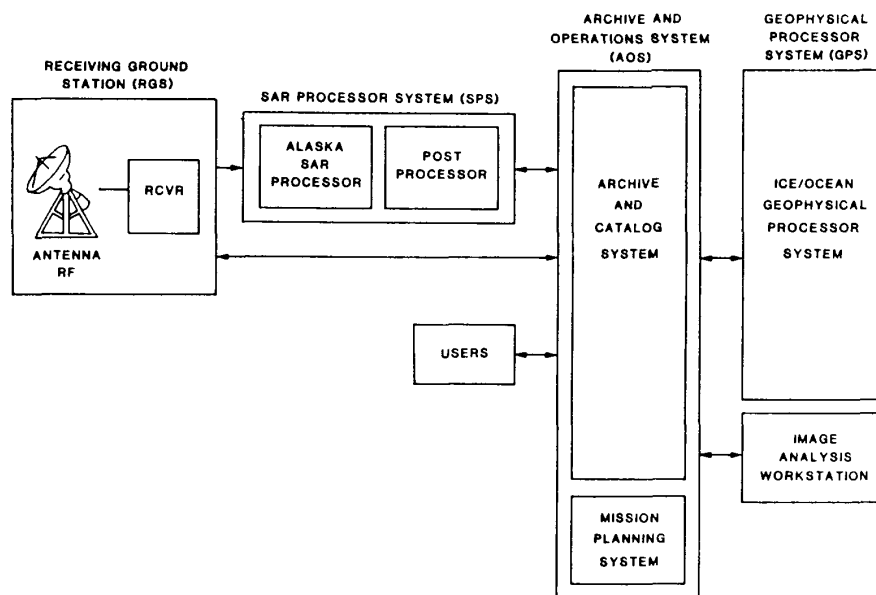 RECEIVING GROUND
STATION (RGS)
ANTENNA
RF
RCVR
SAR PROCESSOR SYSTEM (SPS)
ALASKA
SAR
PROCESSOR
POST
PROCESSOR
USERS
ARCHIVE AND
OPERATIONS SYSTEM
(AOS)
ARCHIVE
AND
CATALOG
SYSTEM
MISSION
PLANNING
SYSTEM
GEOPHYSICAL
PROCESSOR
SYSTEM (GPS)
ICE/OCEAN
GEOPHYSICAL
PROCESSOR
SYSTEM
IMAGE
ANALYSIS
WORKSTATION